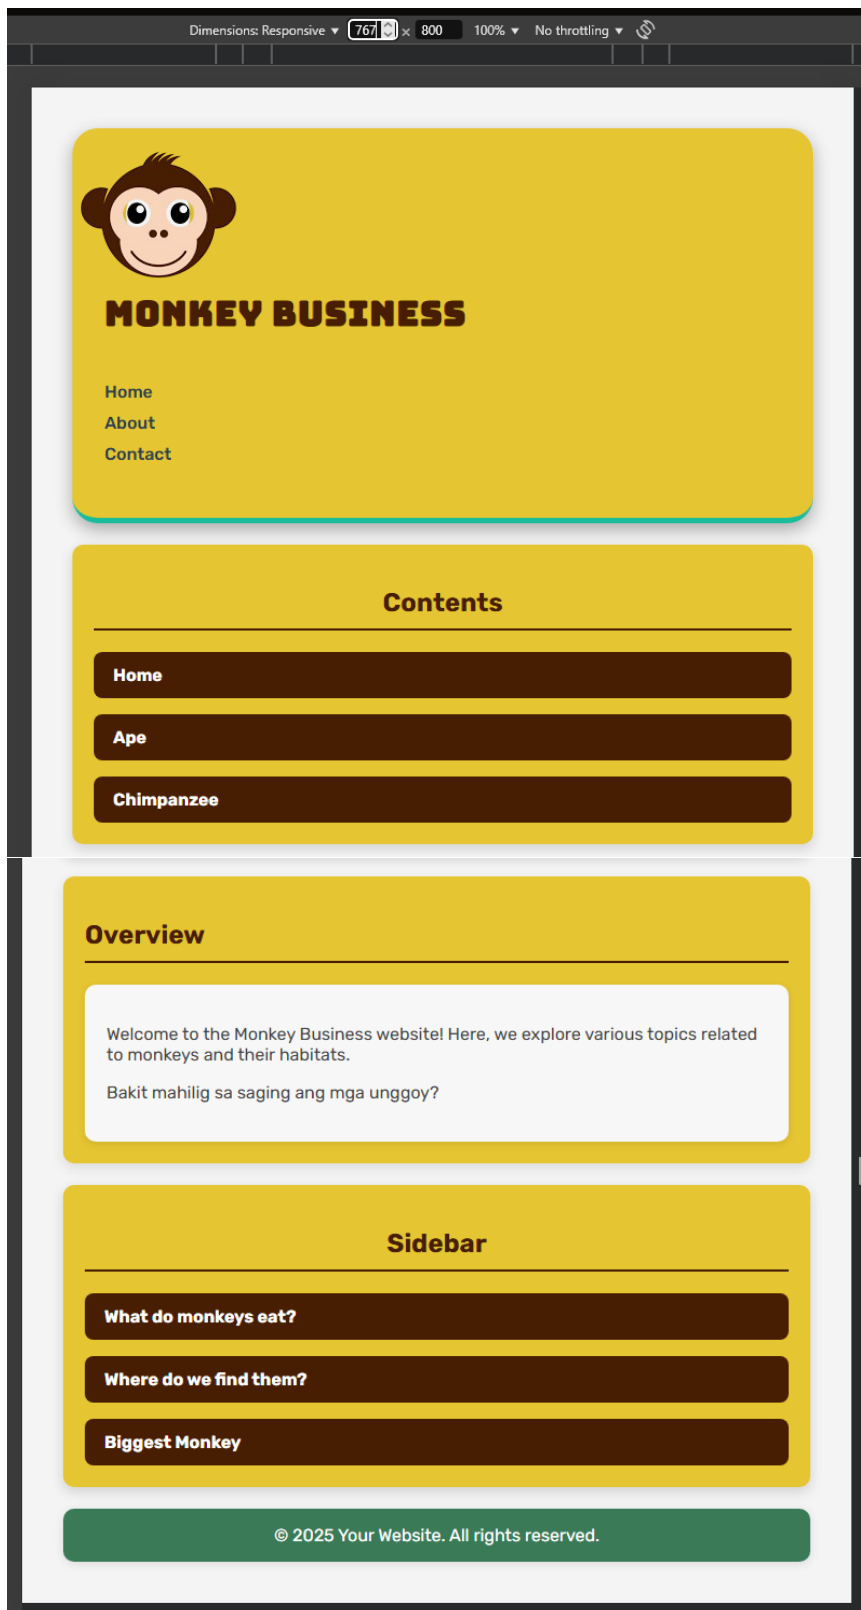 Dimensions: Responsive ▼ 767 × 800 100% ▼ No throttling ▼
MONKEY BUSINESS
Home
About
Contact
Contents
Home
Ape
Chimpanzee
Overview
Welcome to the Monkey Business website! Here, we explore various topics related
to monkeys and their habitats.
Bakit mahilig sa saging ang mga unggoy?
Sidebar
What do monkeys eat?
Where do we find them?
Biggest Monkey
© 2025 Your Website. All rights reserved.